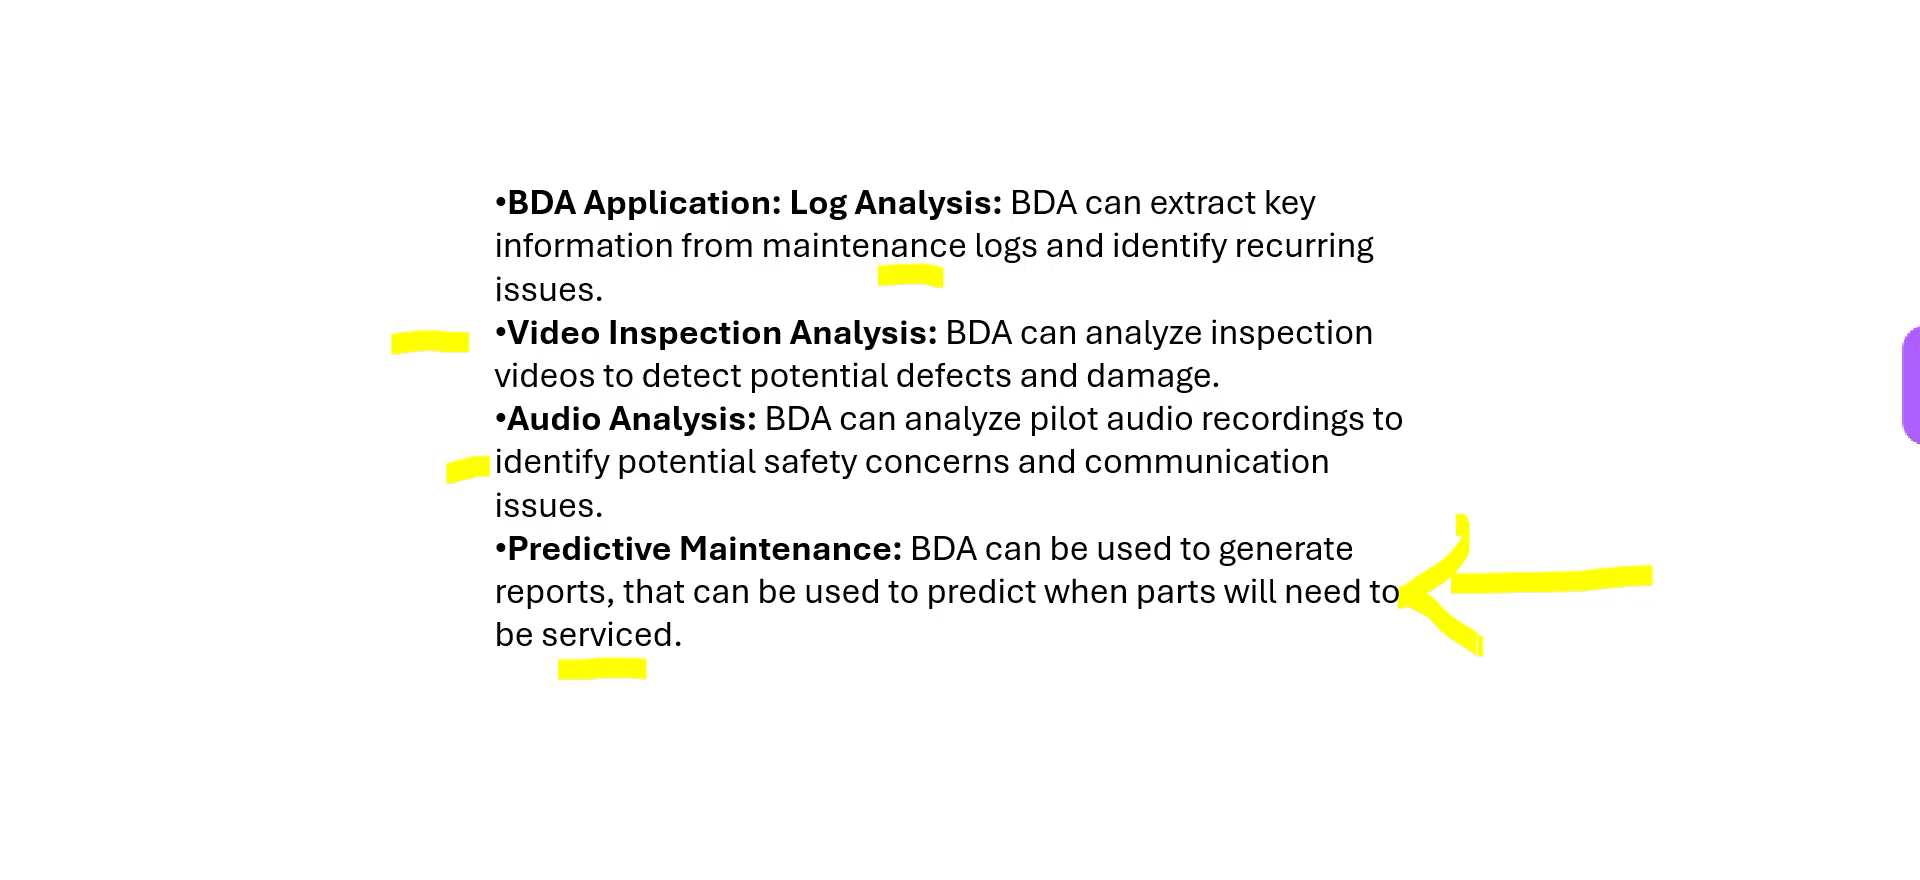 •BDA Application: Log Analysis: BDA can extract key
information from maintenance logs and identify recurring
issues.
•Video Inspection Analysis: BDA can analyze inspection
videos to detect potential defects and damage.
•Audio Analysis: BDA can analyze pilot audio recordings to
identify potential safety concerns and communication
issues.
•Predictive Maintenance: BDA can be used to generate
reports, that can be used to predict when parts will need to
be serviced.